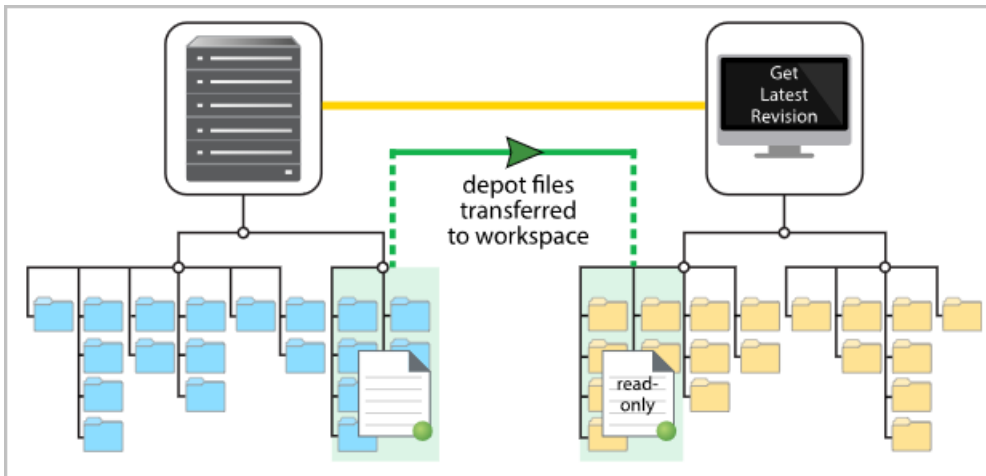 Get
Latest
Revision
depot files
transferred
to workspace
read-
only